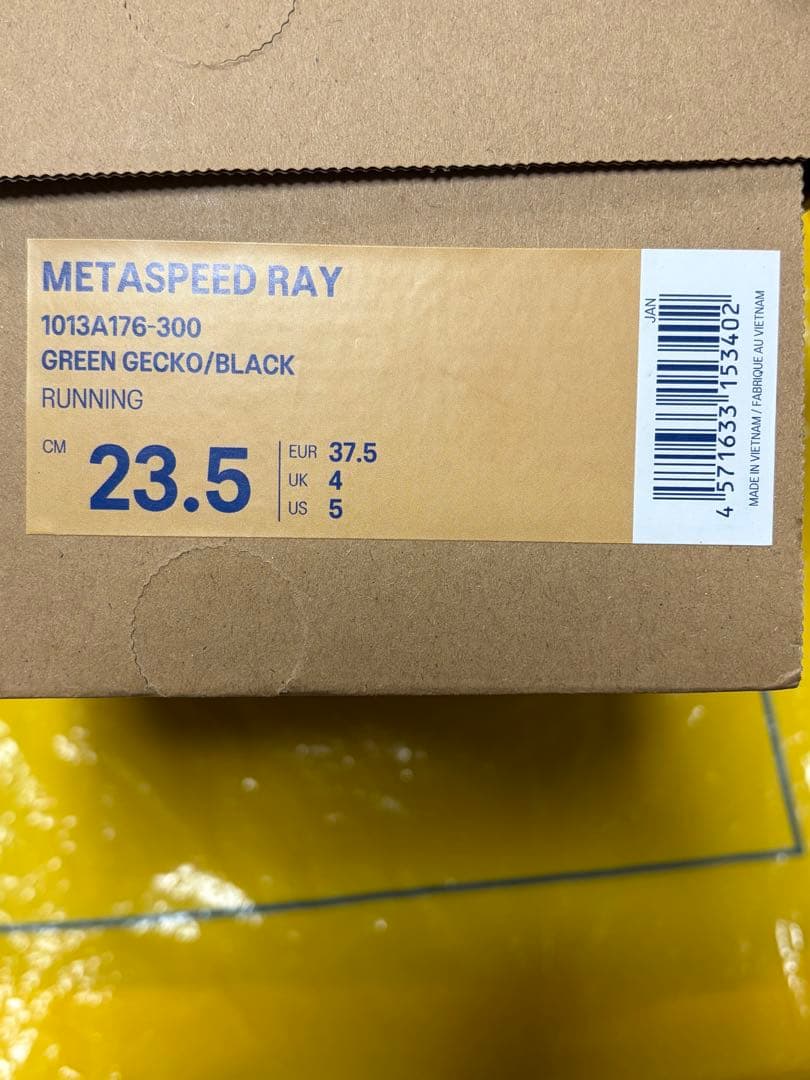 METASPEED RAY
1013A176-300
GREEN GECKO/BLACK
RUNNING
CM 23.5
EUR 37.5
UK 4
US 5
JAN
4 571633 153402
MADE IN VIETNAM / FABRIQUE AU VIETNAM